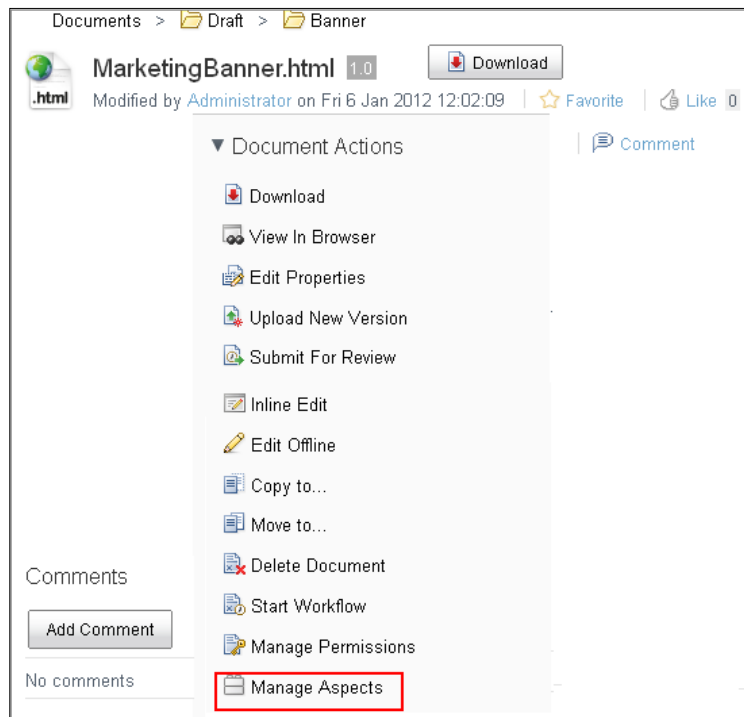 Documents > Draft > Banner
MarketingBanner.html 1.0 Download
.html
Modified by Administrator on Fri 6 Jan 2012 12:02:09 Favorite Like 0
Document Actions
Comment
Download
View In Browser
Edit Properties
Upload New Version
Submit For Review
Inline Edit
Edit Offline
Copy to...
Move to...
Delete Document
Start Workflow
Manage Permissions
Manage Aspects
Comments
Add Comment
No comments